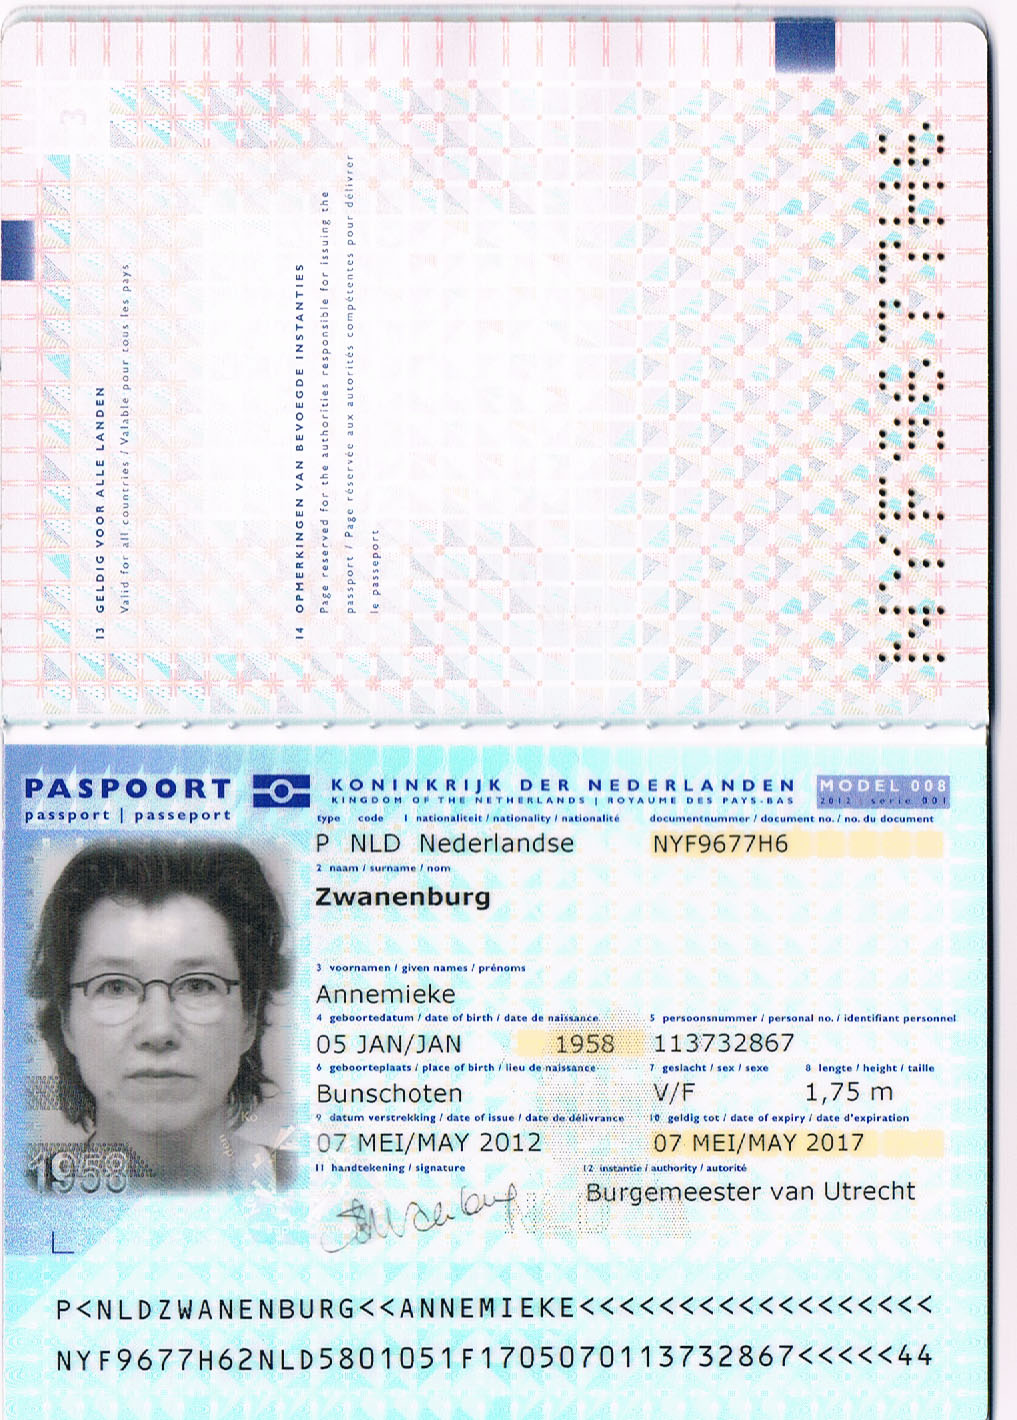 13 GELDIG VOOR ALLE LANDEN
Valid for all countries / Valable pour tous les pays
14 OPMERKINGEN VAN BEVOEGDE INSTANTIES
Page reserved for the authorities responsible for issuing the
passport / Page réservée aux autorités compétentes pour délivrer
le passeport
3
NYF9677H6
PASPOORT
passport | passeport
KONINKRIJK DER NEDERLANDEN
KINGDOM OF THE NETHERLANDS | ROYAUME DES PAYS-BAS
MODEL 008
2012 | serie 001
type code 1 nationaliteit / nationality / nationalité documentnummer / document no. / no. du document
P NLD Nederlandse NYF9677H6
2 naam / surname / nom
Zwanenburg
3 voornamen / given names / prénoms
Annemieke
4 geboortedatum / date of birth / date de naissance 5 persoonsnummer / personal no. / identifiant personnel
05 JAN/JAN 1958 113732867
6 geboorteplaats / place of birth / lieu de naissance 7 geslacht / sex / sexe 8 lengte / height / taille
Bunschoten V/F 1,75 m
9 datum verstrekking / date of issue / date de délivrance 10 geldig tot / date of expiry / date d'expiration
07 MEI/MAY 2012 07 MEI/MAY 2017
11 handtekening / signature 12 instantie / authority / autorité
Burgemeester van Utrecht
1958
NLD
P<NLDZWANENBURG<<ANNEMIEKE<<<<<<<<<<<<<<<<<<
NYF9677H62NLD5801051F1705070113732867<<<<<44